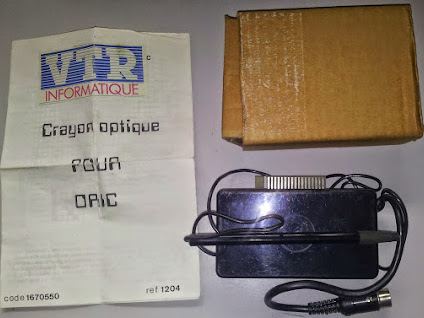 VTR
INFORMATIQUE
Crayon optique
POUR
ORIC
code 1670550 ref 1204